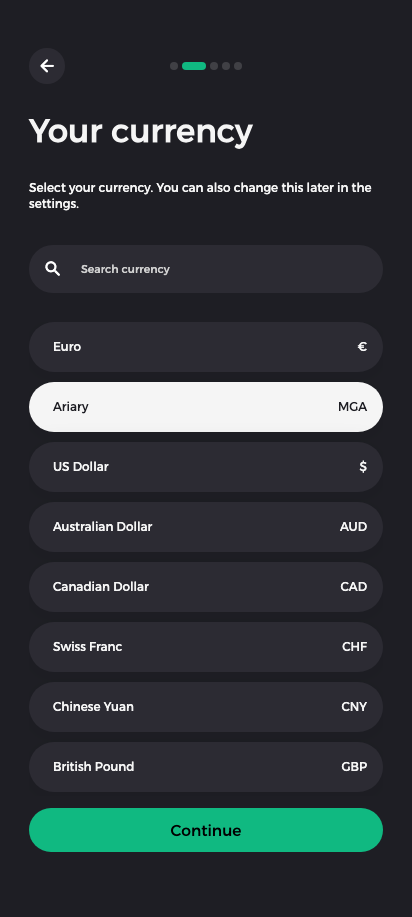 Your currency
Select your currency. You can also change this later in the
settings.
Search currency
Euro €
Ariary MGA
US Dollar $
Australian Dollar AUD
Canadian Dollar CAD
Swiss Franc CHF
Chinese Yuan CNY
British Pound GBP
Continue